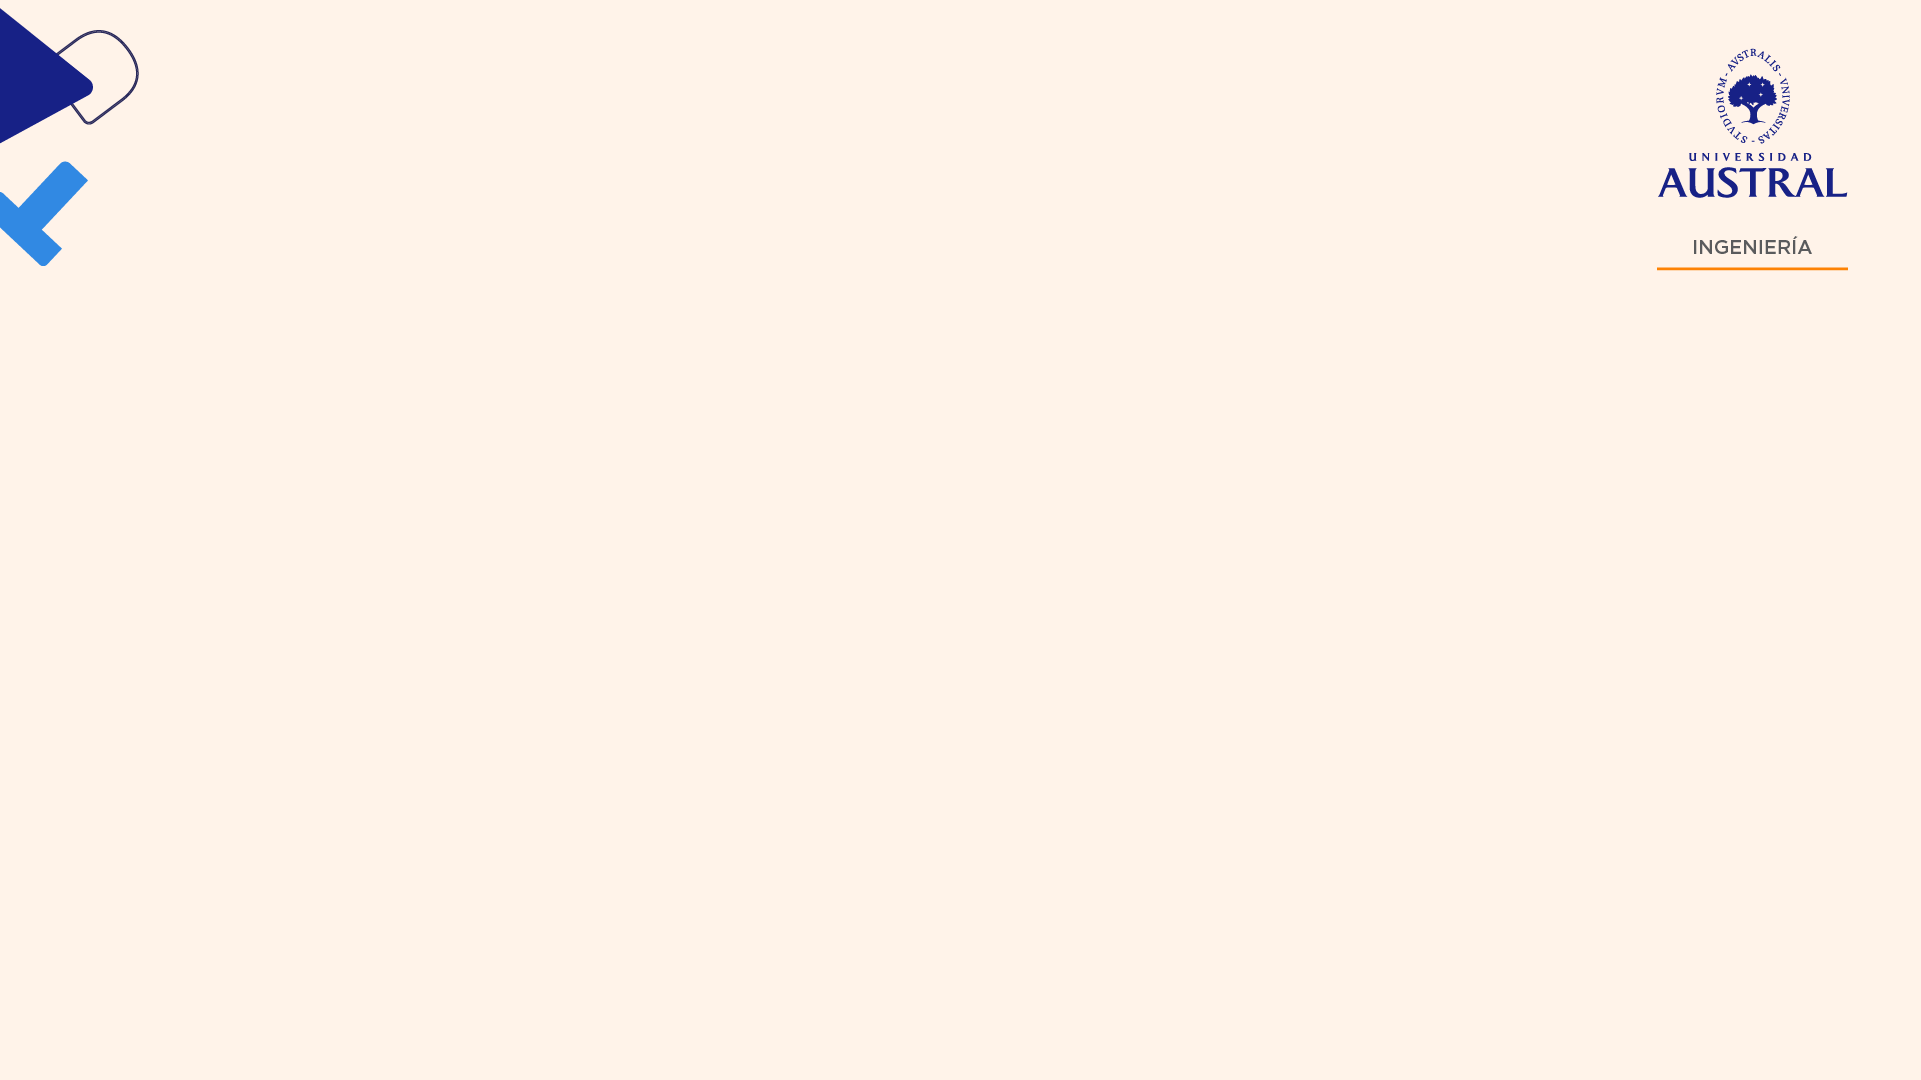 STVDIORVM - AVSTRALIS - VNIVERSITAS -
UNIVERSIDAD
AUSTRAL
INGENIERÍA